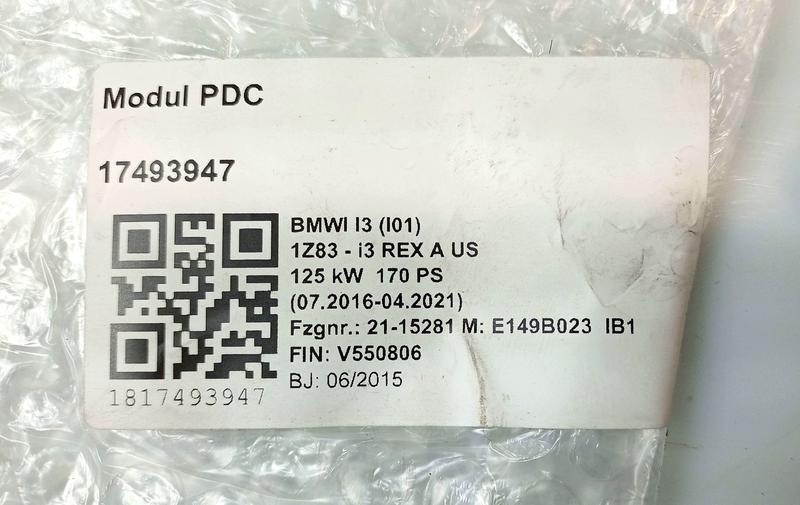 Modul PDC
17493947
BMWI I3 (I01)
1Z83 - i3 REX A US
125 kW 170 PS
(07.2016-04.2021)
Fzgnr.: 21-15281 M: E149B023 IB1
FIN: V550806
BJ: 06/2015
1817493947